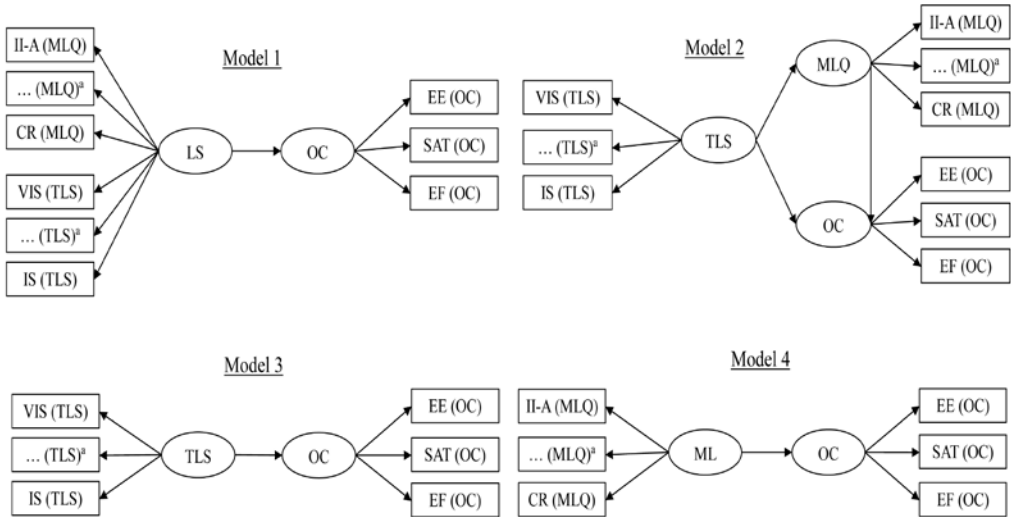 Model 1
II-A (MLQ)
... (MLQ)ᵃ
CR (MLQ)
VIS (TLS)
... (TLS)ᵃ
IS (TLS)
LS
OC
EE (OC)
SAT (OC)
EF (OC)
Model 2
VIS (TLS)
... (TLS)ᵃ
IS (TLS)
TLS
MLQ
OC
II-A (MLQ)
... (MLQ)ᵃ
CR (MLQ)
EE (OC)
SAT (OC)
EF (OC)
Model 3
VIS (TLS)
... (TLS)ᵃ
IS (TLS)
TLS
OC
EE (OC)
SAT (OC)
EF (OC)
Model 4
II-A (MLQ)
... (MLQ)ᵃ
CR (MLQ)
ML
OC
EE (OC)
SAT (OC)
EF (OC)